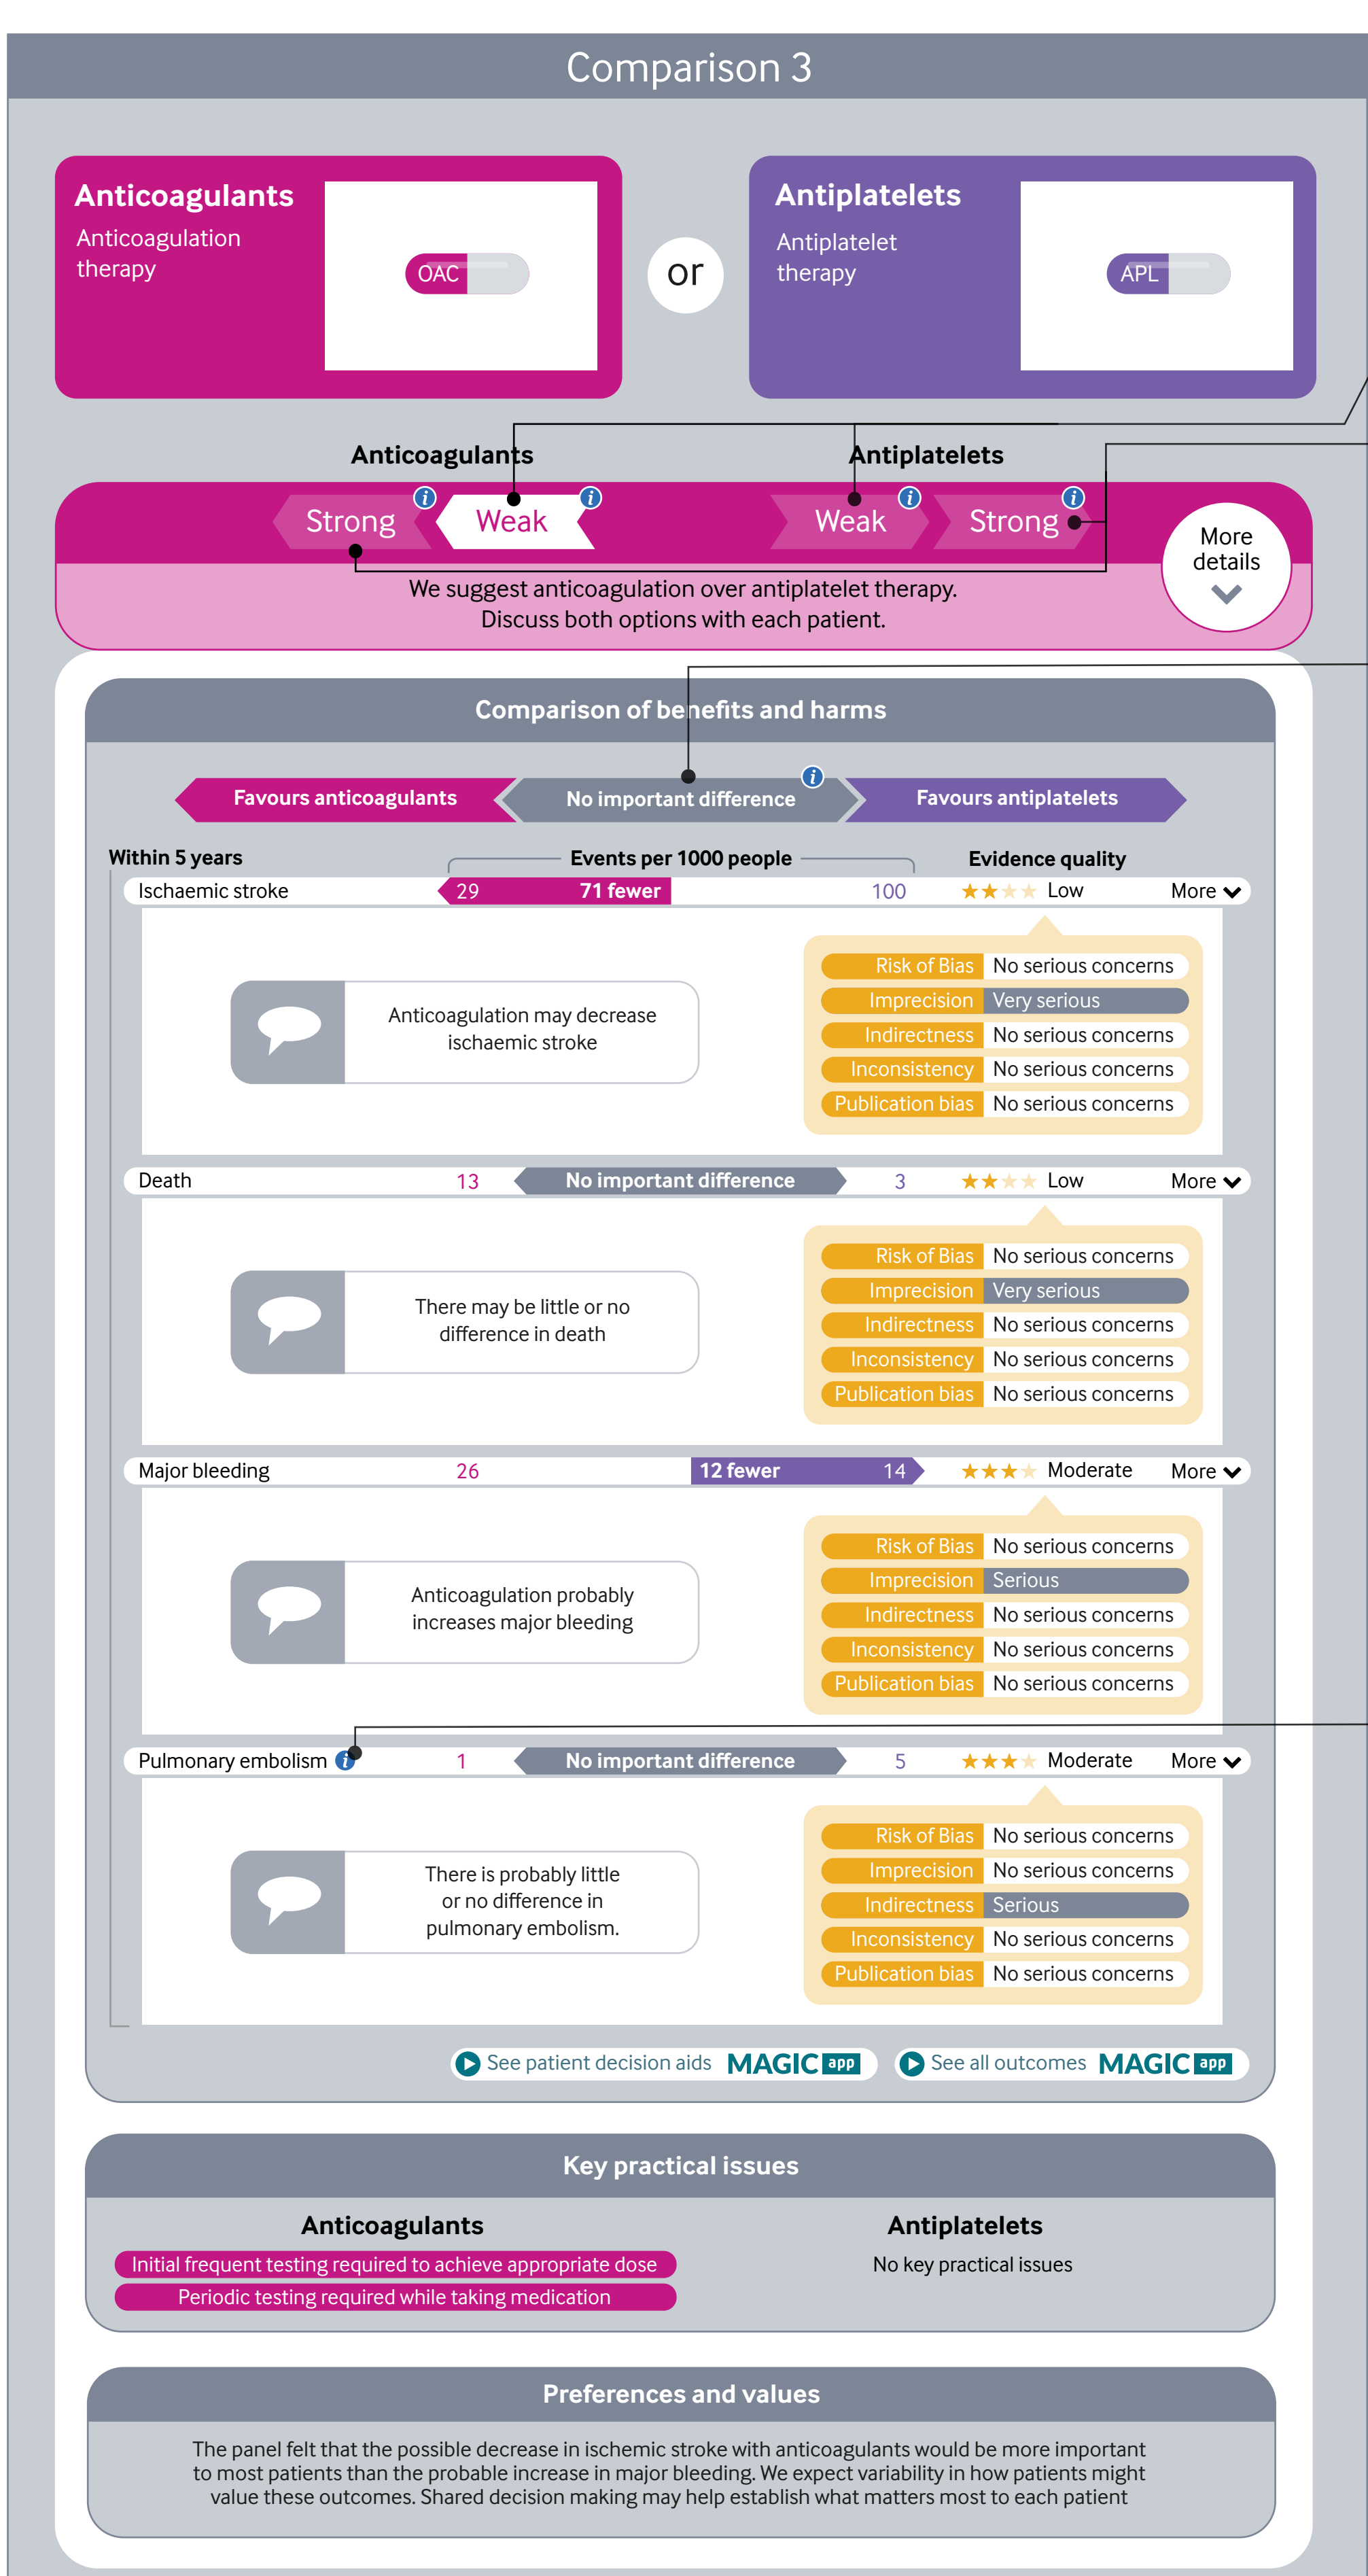 Comparison 3
Anticoagulants
Anticoagulation
therapy
OAC
or
Antiplatelets
Antiplatelet
therapy
APL
Anticoagulants
Antiplatelets
Strong i Weak i Weak i Strong i
More
details
We suggest anticoagulation over antiplatelet therapy.
Discuss both options with each patient.
Comparison of benefits and harms
Favours anticoagulants No important difference i Favours antiplatelets
Within 5 years Events per 1000 people Evidence quality
Ischaemic stroke 29 71 fewer 100 Low More
Anticoagulation may decrease
ischaemic stroke
Risk of Bias No serious concerns
Imprecision Very serious
Indirectness No serious concerns
Inconsistency No serious concerns
Publication bias No serious concerns
Death 13 No important difference 3 Low More
There may be little or no
difference in death
Risk of Bias No serious concerns
Imprecision Very serious
Indirectness No serious concerns
Inconsistency No serious concerns
Publication bias No serious concerns
Major bleeding 26 12 fewer 14 Moderate More
Anticoagulation probably
increases major bleeding
Risk of Bias No serious concerns
Imprecision Serious
Indirectness No serious concerns
Inconsistency No serious concerns
Publication bias No serious concerns
Pulmonary embolism i 1 No important difference 5 Moderate More
There is probably little
or no difference in
pulmonary embolism.
Risk of Bias No serious concerns
Imprecision No serious concerns
Indirectness Serious
Inconsistency No serious concerns
Publication bias No serious concerns
See patient decision aids MAGIC app See all outcomes MAGIC app
Key practical issues
Anticoagulants
Initial frequent testing required to achieve appropriate dose
Periodic testing required while taking medication
Antiplatelets
No key practical issues
Preferences and values
The panel felt that the possible decrease in ischemic stroke with anticoagulants would be more important
to most patients than the probable increase in major bleeding. We expect variability in how patients might
value these outcomes. Shared decision making may help establish what matters most to each patient